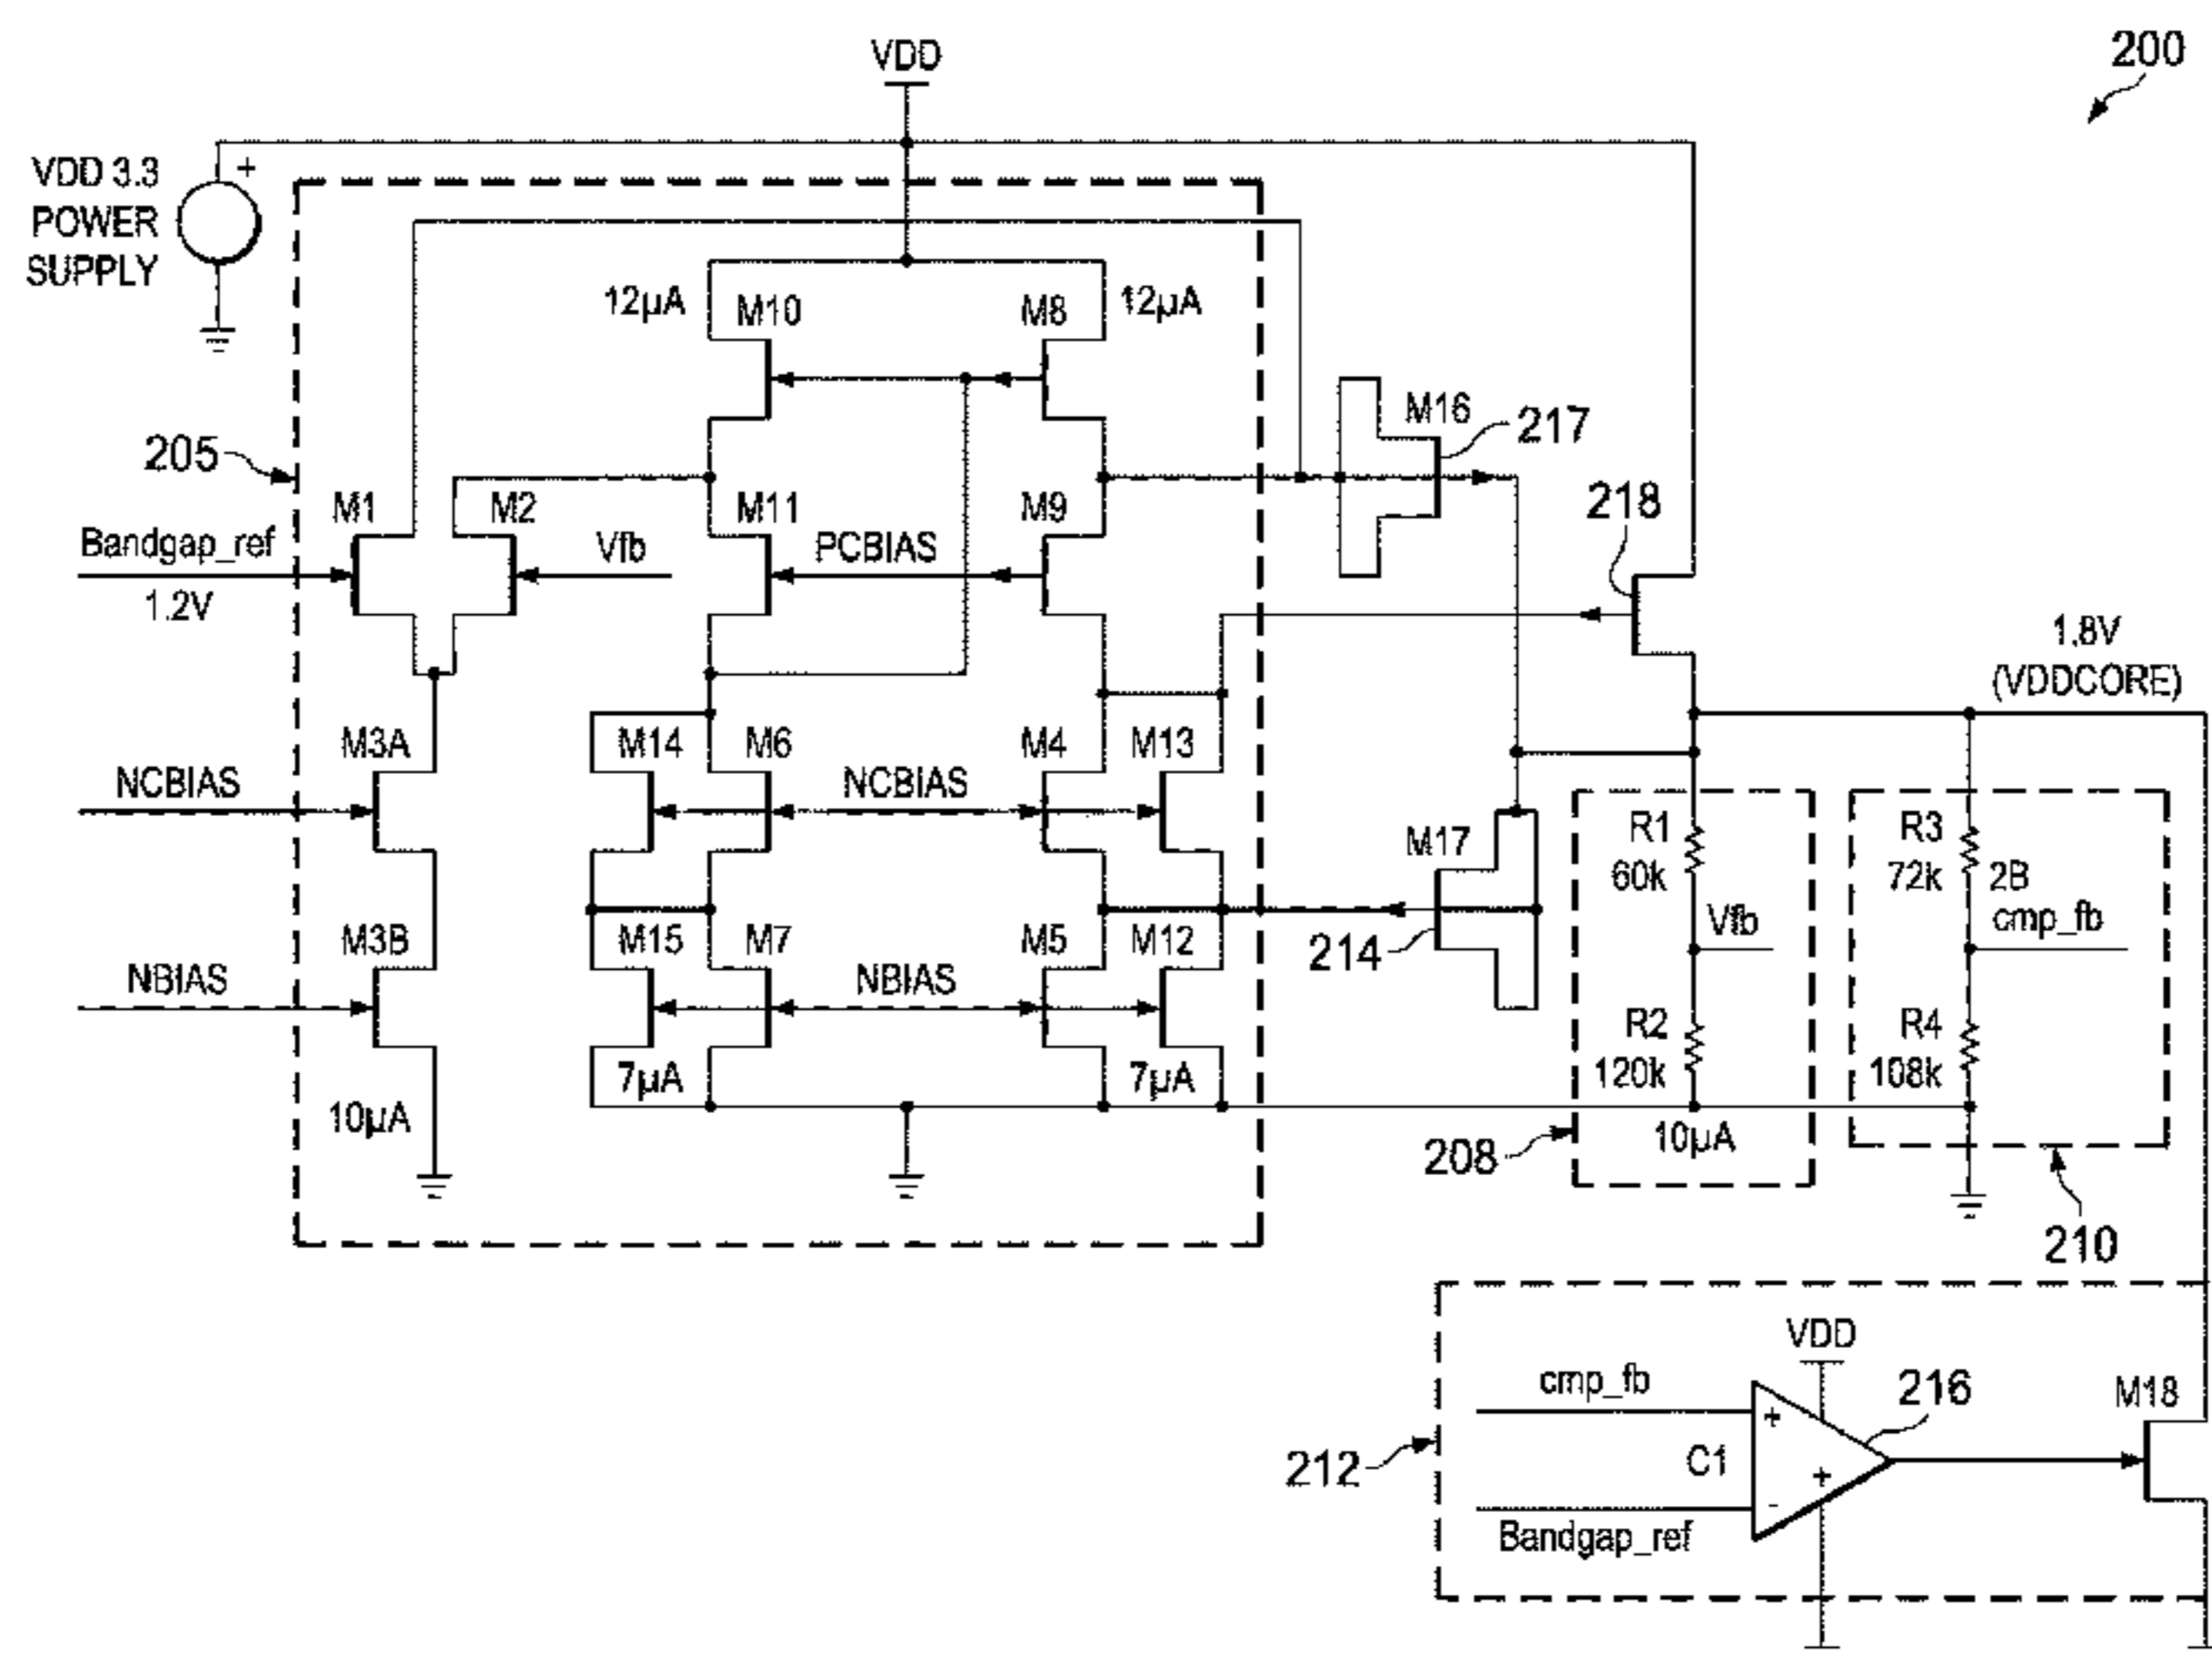 200
VDD
VDD 3.3
POWER
SUPPLY
+
12μA
M10
M8
12μA
205
M16
217
218
M1
M2
M11
M9
Bandgap_ref
1.2V
Vfb
PCBIAS
1.8V
(VDDCORE)
M3A
M14
M6
M4
M13
NCBIAS
NCBIAS
M17
R1
60k
R3
72k
2B
cmp_fb
Vfb
M3B
M15
M7
M5
M12
214
NBIAS
NBIAS
R2
120k
R4
108k
7μA
7μA
10μA
10μA
208
210
VDD
cmp_fb
216
M18
+
212
C1
+
-
Bandgap_ref